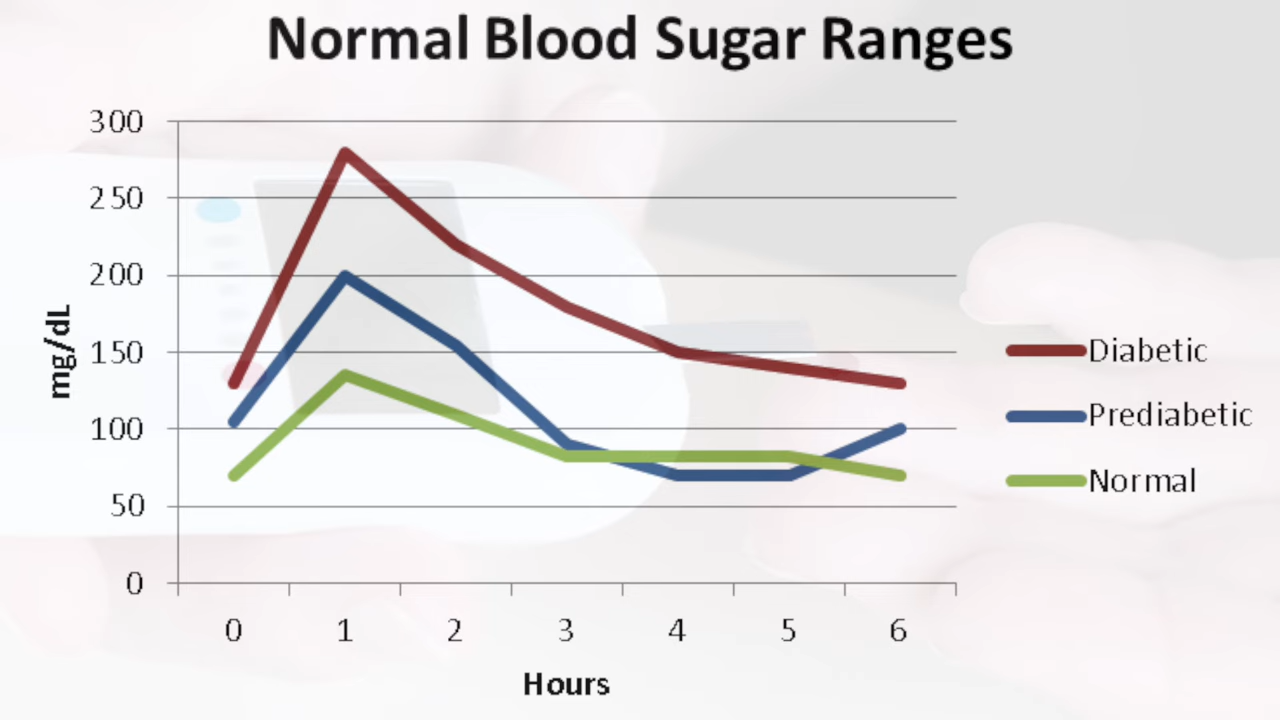 Normal Blood Sugar Ranges
300
250
200
150
100
50
0
mg/dL
0 1 2 3 4 5 6
Hours
Diabetic
Prediabetic
Normal